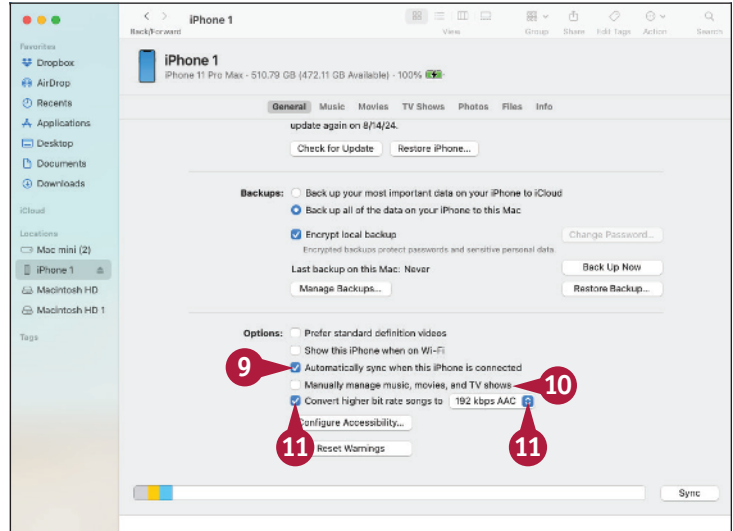 iPhone 1
Back/Forward View Group Share Edit Tags Action Search
Favorites
Dropbox
AirDrop
Recents
Applications
Desktop
Documents
Downloads
iCloud
Locations
Mac mini (2)
iPhone 1
Macintosh HD
Macintosh HD 1
Tags
iPhone 1
iPhone 11 Pro Max - 510.79 GB (472.11 GB Available) - 100%
General Music Movies TV Shows Photos Files Info
update again on 8/14/24.
Check for Update Restore iPhone...
Backups: Back up your most important data on your iPhone to iCloud
Back up all of the data on your iPhone to this Mac
Encrypt local backup Change Password...
Encrypted backups protect passwords and sensitive personal data.
Last backup on this Mac: Never Back Up Now
Manage Backups... Restore Backup...
Options: Prefer standard definition videos
Show this iPhone when on Wi-Fi
9 Automatically sync when this iPhone is connected
Manually manage music, movies, and TV shows 10
Convert higher bit rate songs to 192 kbps AAC
Configure Accessibility...
11 Reset Warnings 11
Sync